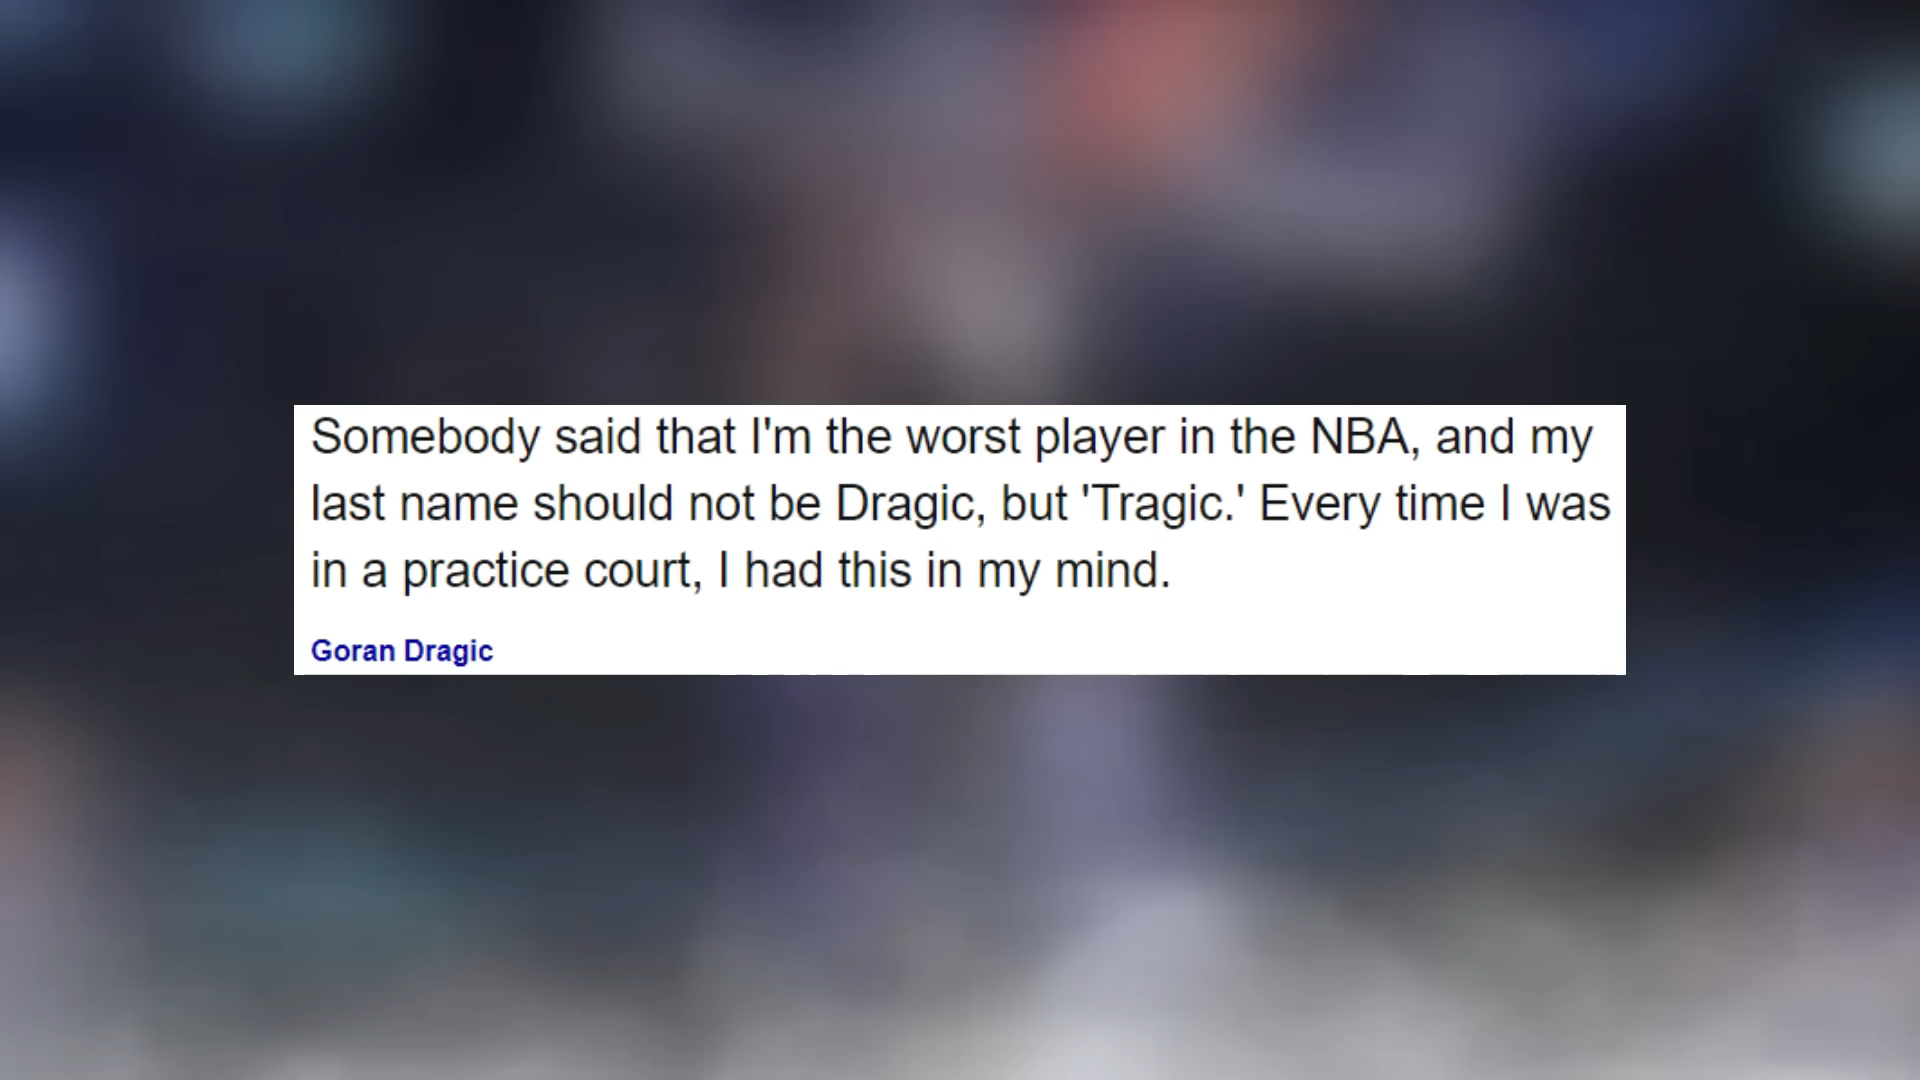 Somebody said that I'm the worst player in the NBA, and my
last name should not be Dragic, but 'Tragic.' Every time I was
in a practice court, I had this in my mind.
Goran Dragic